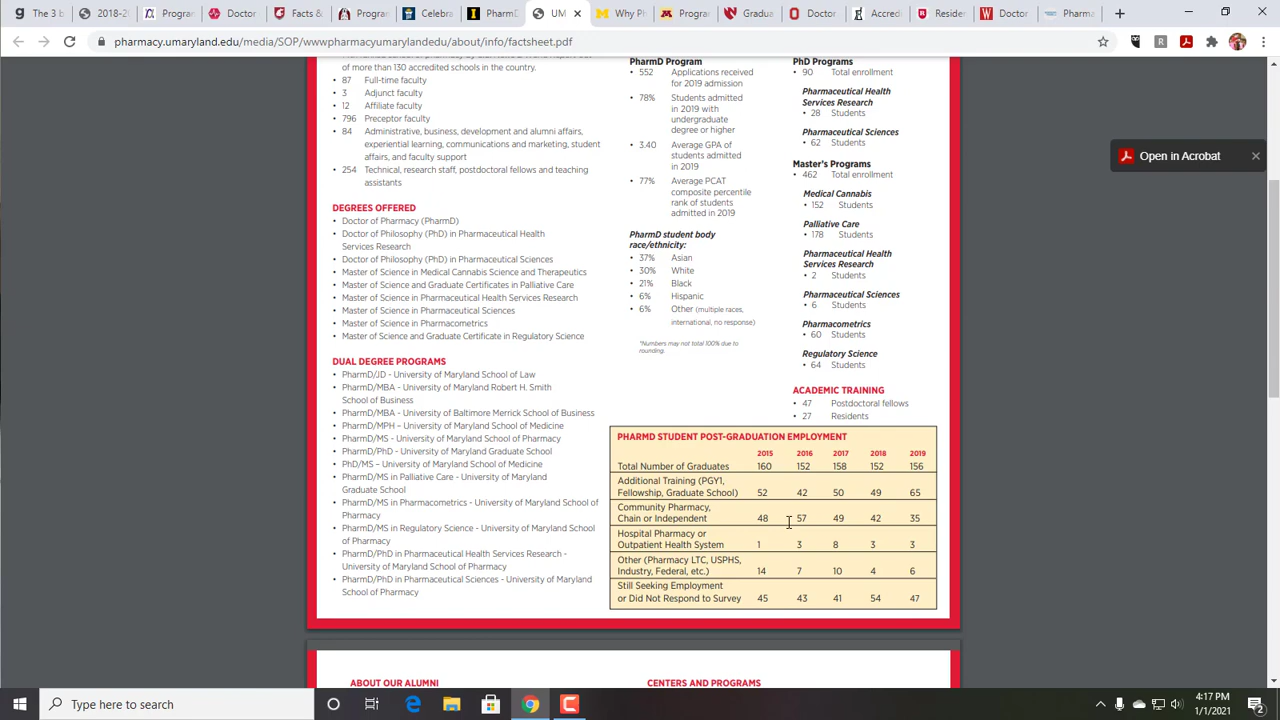 The 3 b
2018-2
Progran
Doctor
Facts &
Progran
Celebra
PharmD
UM
Why Ph
Progran
Doctor
Accred
Reside
Doctor
Pharma
pharmacy.umaryland.edu/media/SOP/wwwpharmacyumarylandedu/about/info/factsheet.pdf
Open in Acrobat
of more than 130 accredited schools in the country.
• 87 Full-time faculty
• 3 Adjunct faculty
• 12 Affiliate faculty
• 796 Preceptor faculty
• 84 Administrative, business, development and alumni affairs,
experiential learning, communications and marketing, student
affairs, and faculty support
• 254 Technical, research staff, postdoctoral fellows and teaching
assistants
DEGREES OFFERED
• Doctor of Pharmacy (PharmD)
• Doctor of Philosophy (PhD) in Pharmaceutical Health
Services Research
• Doctor of Philosophy (PhD) in Pharmaceutical Sciences
• Master of Science in Medical Cannabis Science and Therapeutics
• Master of Science and Graduate Certificates in Palliative Care
• Master of Science in Pharmaceutical Health Services Research
• Master of Science in Pharmaceutical Sciences
• Master of Science in Pharmacometrics
• Master of Science and Graduate Certificate in Regulatory Science
DUAL DEGREE PROGRAMS
• PharmD/JD - University of Maryland School of Law
• PharmD/MBA - University of Maryland Robert H. Smith
School of Business
• PharmD/MBA - University of Baltimore Merrick School of Business
• PharmD/MPH – University of Maryland School of Medicine
• PharmD/MS - University of Maryland School of Pharmacy
• PharmD/PhD - University of Maryland Graduate School
• PhD/MS – University of Maryland School of Medicine
• PharmD/MS in Palliative Care - University of Maryland
Graduate School
• PharmD/MS in Pharmacometrics - University of Maryland School of
Pharmacy
• PharmD/MS in Regulatory Science - University of Maryland School
of Pharmacy
• PharmD/PhD in Pharmaceutical Health Services Research -
University of Maryland School of Pharmacy
• PharmD/PhD in Pharmaceutical Sciences - University of Maryland
School of Pharmacy
PharmD Program
• 552 Applications received
for 2019 admission
• 78% Students admitted
in 2019 with
undergraduate
degree or higher
• 3.40 Average GPA of
students admitted
in 2019
• 77% Average PCAT
composite percentile
rank of students
admitted in 2019
PharmD student body
race/ethnicity:
• 37% Asian
• 30% White
• 21% Black
• 6% Hispanic
• 6% Other (multiple races,
international, no response)
*Numbers may not total 100% due to
rounding.
PhD Programs
• 90 Total enrollment
Pharmaceutical Health
Services Research
• 28 Students
Pharmaceutical Sciences
• 62 Students
Master's Programs
• 462 Total enrollment
Medical Cannabis
• 152 Students
Palliative Care
• 178 Students
Pharmaceutical Health
Services Research
• 2 Students
Pharmaceutical Sciences
• 6 Students
Pharmacometrics
• 60 Students
Regulatory Science
• 64 Students
ACADEMIC TRAINING
• 47 Postdoctoral fellows
• 27 Residents
PHARMD STUDENT POST-GRADUATION EMPLOYMENT
2015 2016 2017 2018 2019
Total Number of Graduates 160 152 158 152 156
Additional Training (PGY1,
Fellowship, Graduate School) 52 42 50 49 65
Community Pharmacy,
Chain or Independent 48 57 49 42 35
Hospital Pharmacy or
Outpatient Health System 1 3 8 3 3
Other (Pharmacy LTC, USPHS,
Industry, Federal, etc.) 14 7 10 4 6
Still Seeking Employment
or Did Not Respond to Survey 45 43 41 54 47
ABOUT OUR ALUMNI
CENTERS AND PROGRAMS
Type here to search
4:17 PM
1/1/2021